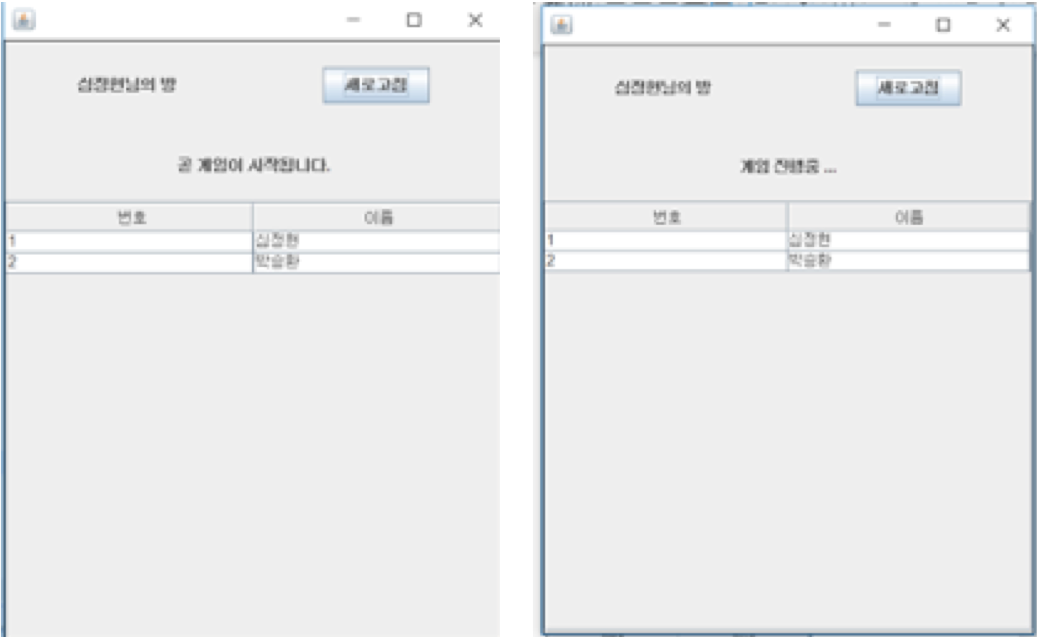 심정현님의 방
새로고침
곧 게임이 시작됩니다.
번호 이름
1 심정현
2 박승환
심정현님의 방
새로고침
게임 진행중 ...
번호 이름
1 심정현
2 박승환